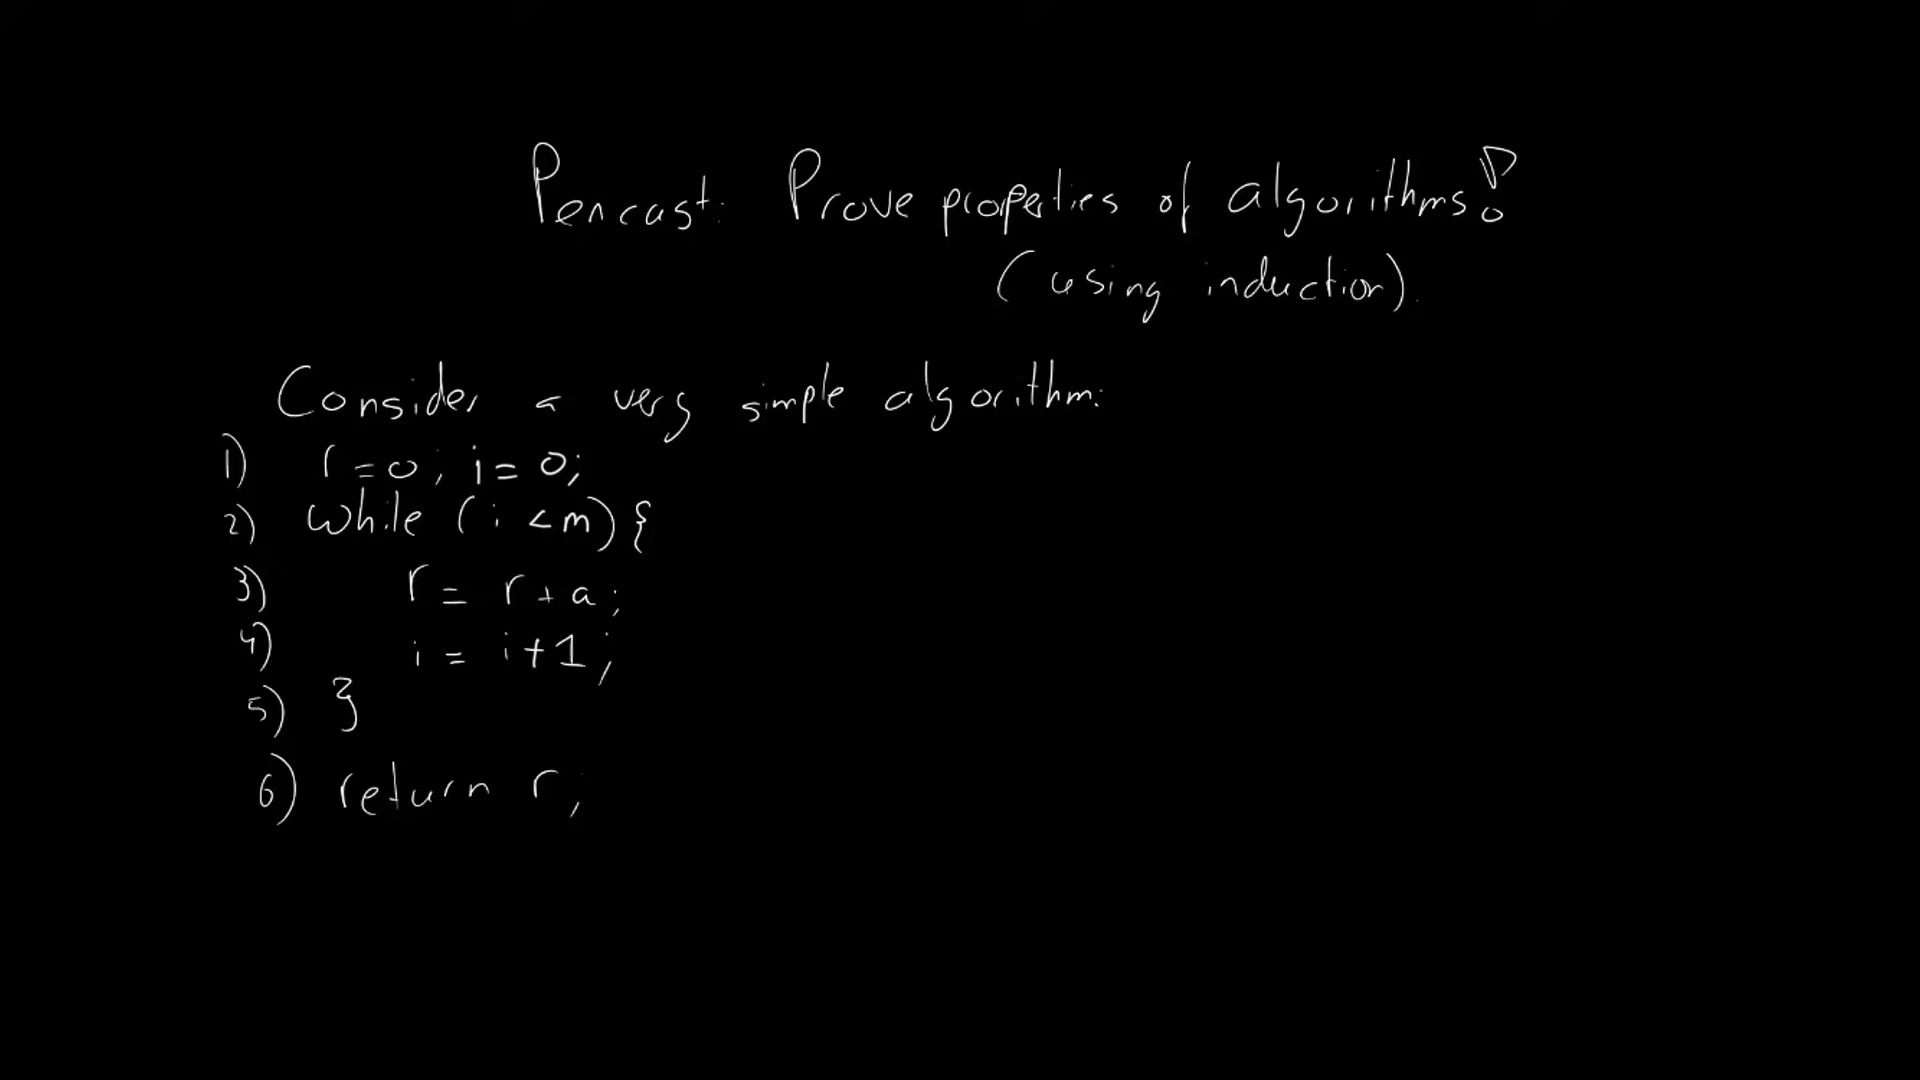 Pencast: Prove properties of algorithms!
(using induction).
Consider a very simple algorithm:
1) r=0; i=0;
2) while (i<m){
3) r= r+a;
4) i= i+1;
5) }
6) return r;